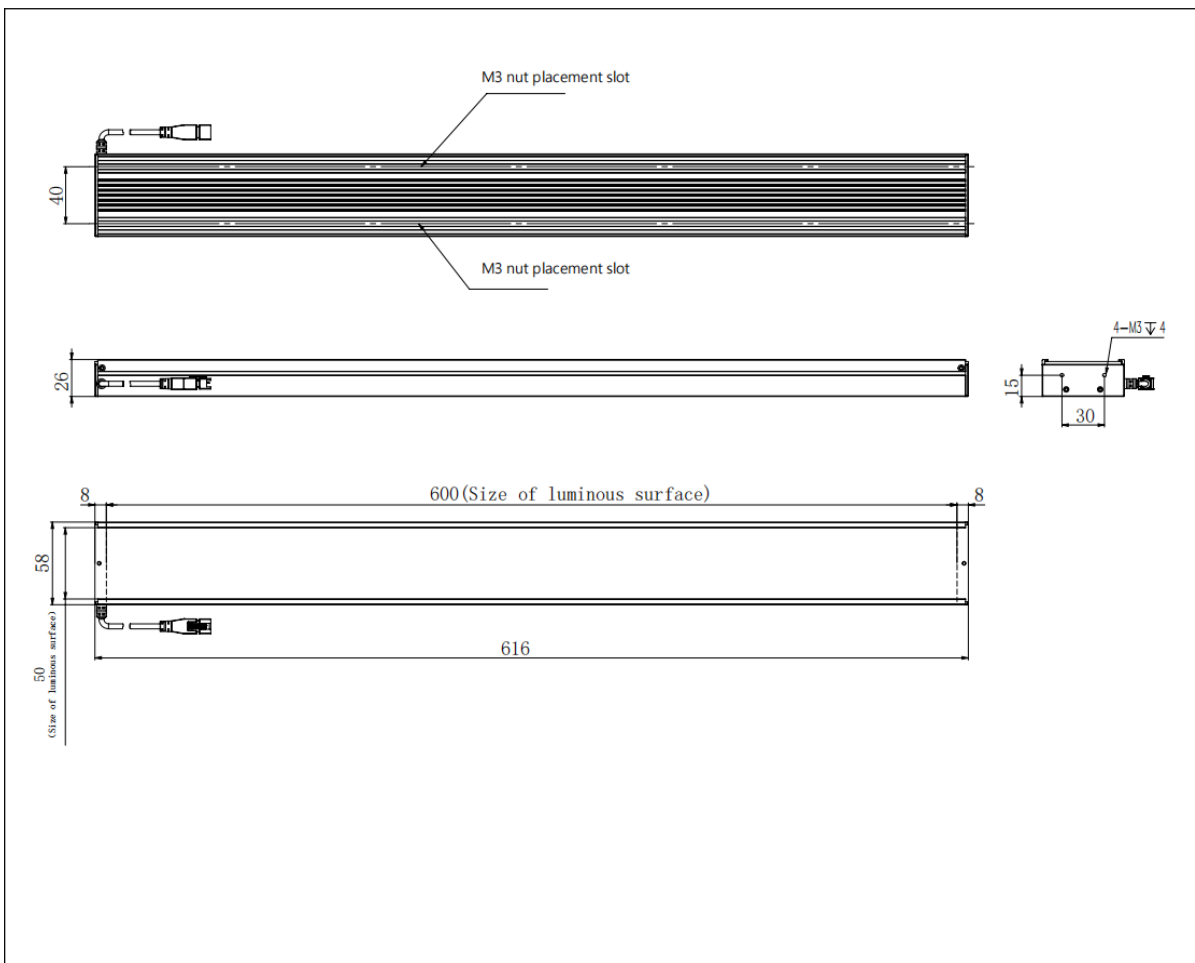 M3 nut placement slot
40
M3 nut placement slot
26
4-M3↧4
15
30
8
600(Size of luminous surface)
8
58
50
(Size of luminous surface)
616